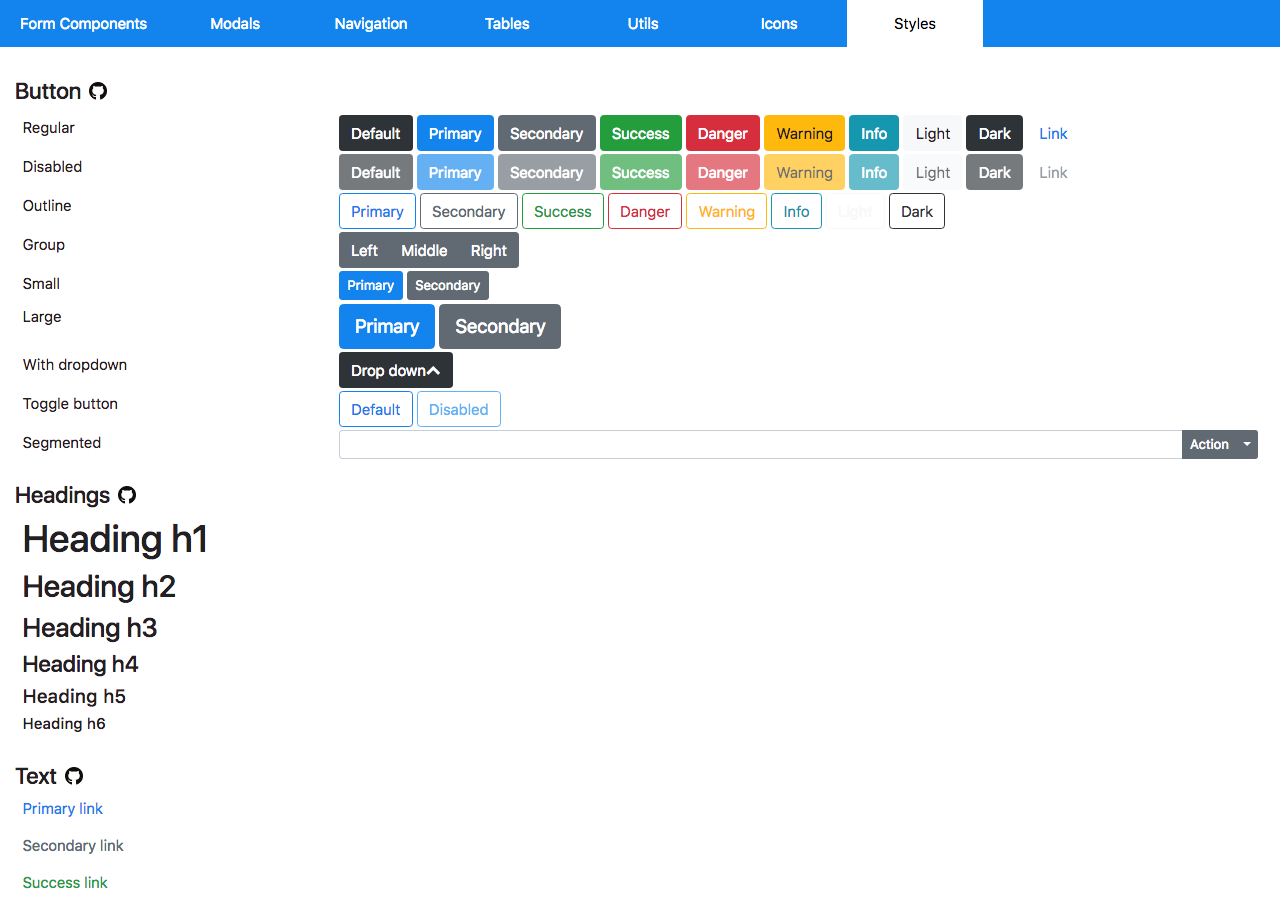 Form Components Modals Navigation Tables Utils Icons Styles
Button
Regular Default Primary Secondary Success Danger Warning Info Light Dark Link
Disabled Default Primary Secondary Success Danger Warning Info Light Dark Link
Outline Primary Secondary Success Danger Warning Info Light Dark
Group Left Middle Right
Small Primary Secondary
Large Primary Secondary
With dropdown Drop down
Toggle button Default Disabled
Segmented Action
Headings
Heading h1
Heading h2
Heading h3
Heading h4
Heading h5
Heading h6
Text
Primary link
Secondary link
Success link